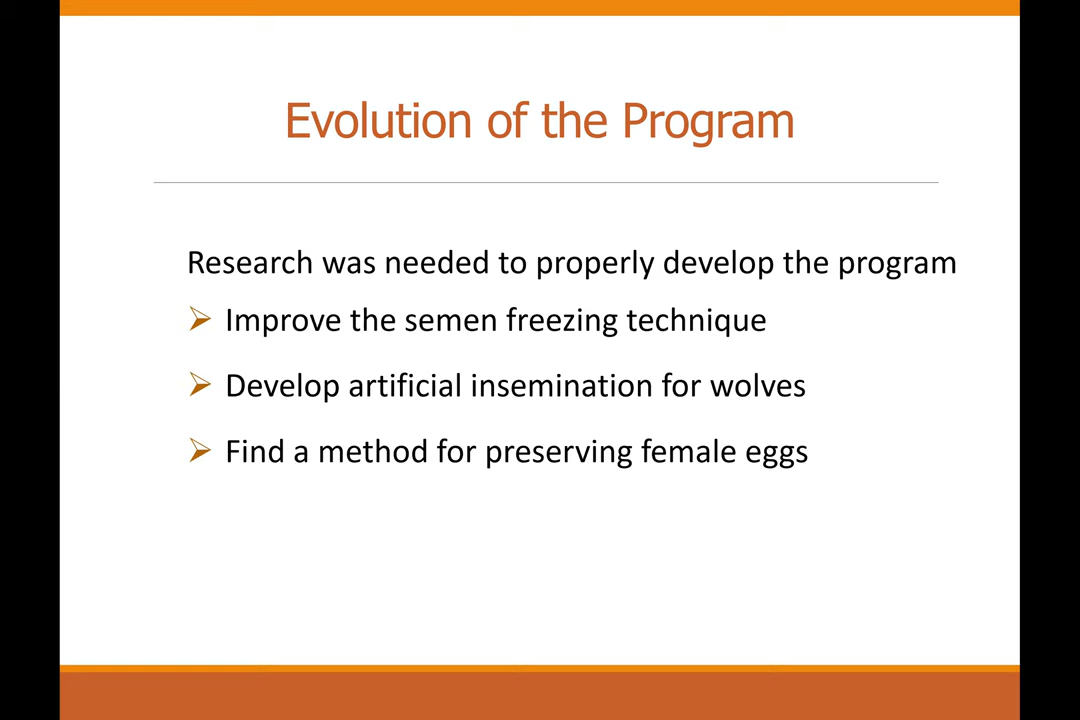 Evolution of the Program
Research was needed to properly develop the program
Improve the semen freezing technique
Develop artificial insemination for wolves
Find a method for preserving female eggs